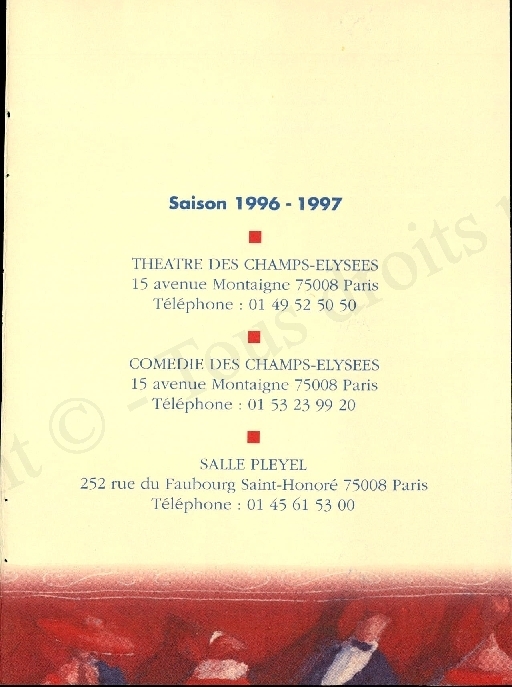 Saison 1996 - 1997
THEATRE DES CHAMPS-ELYSEES
15 avenue Montaigne 75008 Paris
Téléphone : 01 49 52 50 50
COMEDIE DES CHAMPS-ELYSEES
15 avenue Montaigne 75008 Paris
Téléphone : 01 53 23 99 20
SALLE PLEYEL
252 rue du Faubourg Saint-Honoré 75008 Paris
Téléphone : 01 45 61 53 00
© - Tous droits